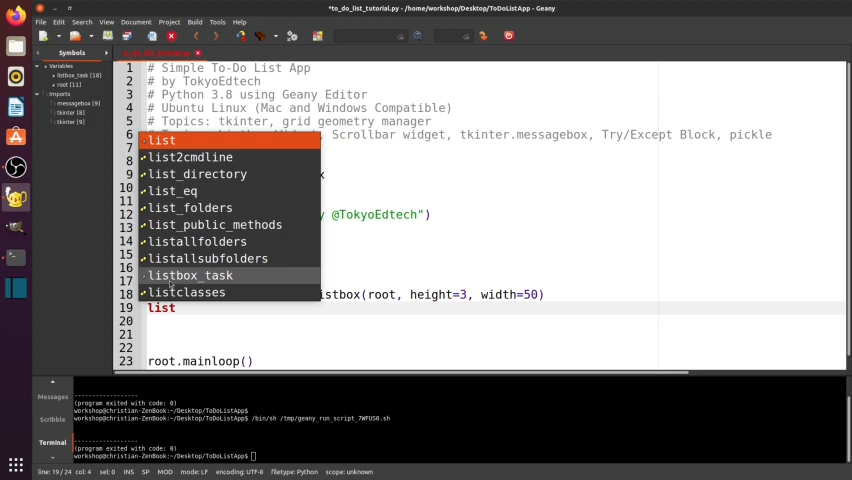 *to_do_list_tutorial.py - /home/workshop/Desktop/ToDoListApp - Geany
File Edit Search View Document Project Build Tools Help
Symbols
to_do_list_tutorial.py
Variables
listbox_task [18]
root [11]
Imports
messagebox [9]
tkinter [8]
tkinter [9]
1 # Simple To-Do List App
2 # by TokyoEdtech
3 # Python 3.8 using Geany Editor
4 # Ubuntu Linux (Mac and Windows Compatible)
5 # Topics: tkinter, grid geometry manager
6 Scrollbar widget, tkinter.messagebox, Try/Except Block, pickle
7
8
9 x
10
11
12 y @TokyoEdtech")
13
14
15
16
17
18 istbox(root, height=3, width=50)
19 list
20
21
22
23 root.mainloop()
list
list2cmdline
list_directory
list_eq
list_folders
list_public_methods
listallfolders
listallsubfolders
listbox_task
listclasses
Messages
Scribble
Terminal
------------------
(program exited with code: 0)
workshop@christian-ZenBook:~/Desktop/ToDoListApp$ /bin/sh /tmp/geany_run_script_7WFUS0.sh
------------------
(program exited with code: 0)
workshop@christian-ZenBook:~/Desktop/ToDoListApp$
line: 19 / 24 col: 4 sel: 0 INS SP MOD mode: LF encoding: UTF-8 filetype: Python scope: unknown